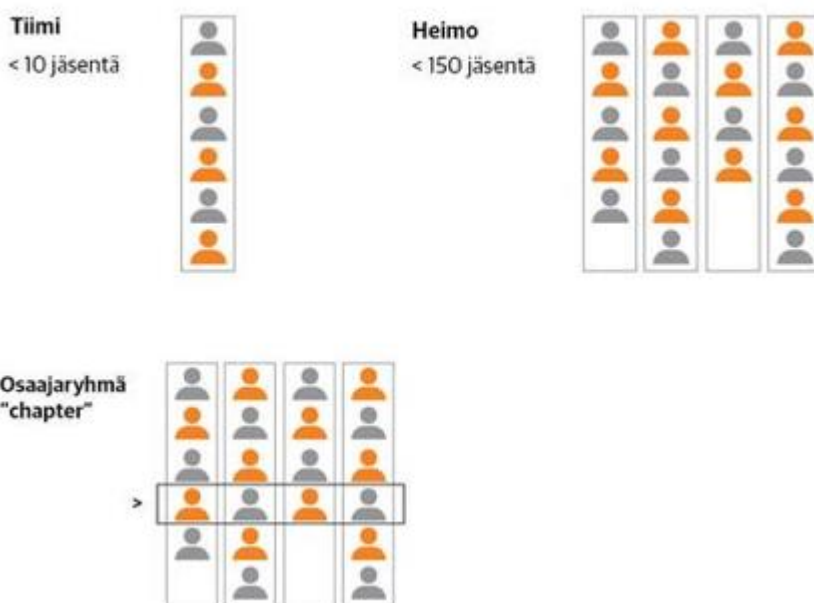 Tiimi
< 10 jäsentä
Heimo
< 150 jäsentä
Osaajaryhmä
"chapter"
>